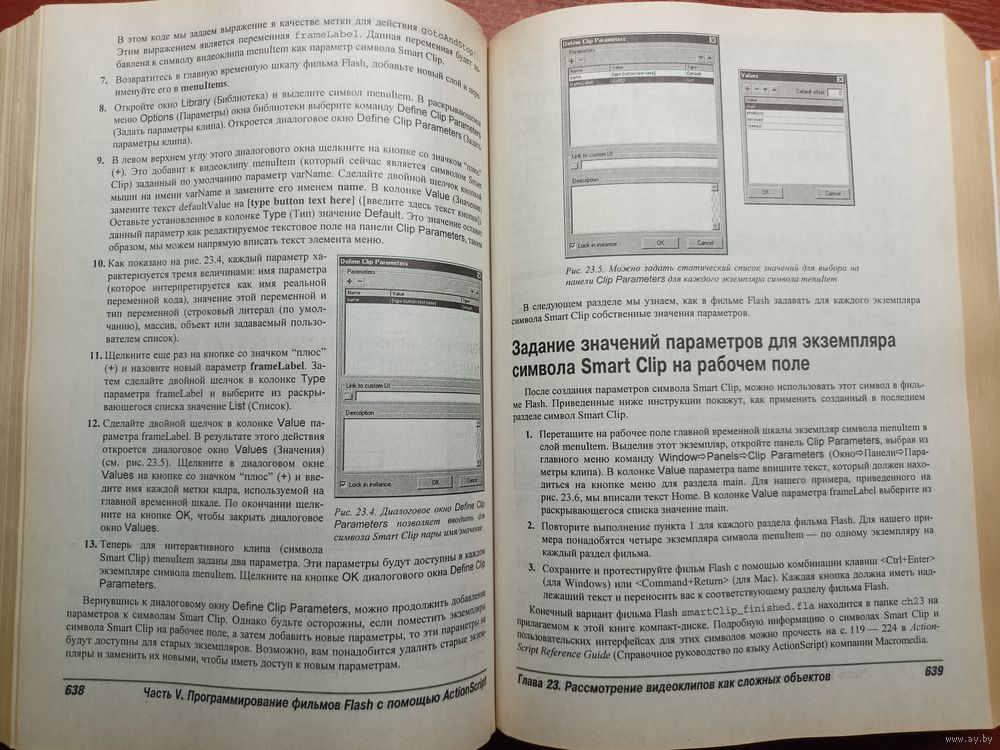 В этом коде мы задаем выражение в качестве метки для действия gotoAndStop().
Этим выражением является переменная frameLabel. Данная переменная будет до-
бавлена к символу видеоклипа menuItem как параметр символа Smart Clip.
7. Возвратитесь в главную временную шкалу фильма Flash, добавьте новый слой и пере-
именуйте его в menuItems.
8. Откройте окно Library (Библиотека) и выделите символ menuItem. В раскрывающемся
меню Options (Параметры) окна библиотеки выберите команду Define Clip Parameters
(Задать параметры клипа). Откроется диалоговое окно Define Clip Parameters (Задать
параметры клипа).
9. В левом верхнем углу этого диалогового окна щелкните на кнопке со значком "плюс"
(+). Это добавит к видеоклипу menuItem (который сейчас является символом Smart
Clip) заданный по умолчанию параметр varName. Сделайте двойной щелчок кнопкой
мыши на имени varName и замените его именем name. В колонке Value (Значение)
замените текст defaultValue на [type button text here] ([введите здесь текст кнопки]).
Оставьте установленное в колонке Type (Тип) значение Default. Это значение оставит
данный параметр как редактируемое текстовое поле на панели Clip Parameters, таким
образом, мы можем напрямую вписать текст элемента меню.
10. Как показано на рис. 23.4, каждый параметр ха-
рактеризуется тремя величинами: имя параметра
(которое интерпретируется как имя реальной
переменной кода), значение этой переменной и
тип переменной (строковый литерал (по умол-
чанию), массив, объект или задаваемый пользо-
вателем список).
11. Щелкните еще раз на кнопке со значком "плюс"
(+) и назовите новый параметр frameLabel. За-
тем сделайте двойной щелчок в колонке Type
параметра frameLabel и выберите из раскры-
вающегося списка значение List (Список).
12. Сделайте двойной щелчок в колонке Value па-
раметра frameLabel. В результате этого действия
откроется диалоговое окно Values (Значения)
(см. рис. 23.5). Щелкните в диалоговом окне
Values на кнопке со значком "плюс" (+) и вве-
дите имя каждой метки кадра, используемой на
главной временной шкале. По окончании щелк-
ните на кнопке OK, чтобы закрыть диалоговое
окно Values.
Define Clip Parameters
Parameters
Name Value Type
name [type button text here] Default
Link to custom UI
Description
Lock in instance OK Cancel
Рис. 23.4. Диалоговое окно Define Clip
Parameters позволяет вводить для
символа Smart Clip пары имя/значение
13. Теперь для интерактивного клипа (символа
Smart Clip) menuItem заданы два параметра. Эти параметры будут доступны в каждом
экземпляре символа menuItem. Щелкните на кнопке OK диалогового окна Define Clip
Parameters.
Вернувшись к диалоговому окну Define Clip Parameters, можно продолжить добавление
параметров к символам Smart Clip. Однако будьте осторожны, если поместить экземпляры
символа Smart Clip на рабочее поле, а затем добавить новые параметры, то эти параметры не
будут доступны для старых экземпляров. Возможно, вам понадобится удалить старые экзем-
пляры и заменить их новыми, чтобы иметь доступ к новым параметрам.
638 Часть V. Программирование фильмов Flash с помощью ActionScript
Define Clip Parameters
Parameters
Name Value Type
name [type button text here] Default
frameLabel
Link to custom UI
Description
Lock in instance OK Cancel
Values
Default offset: 0
Value
main
products
services
contact
OK Cancel
Рис. 23.5. Можно задать статический список значений для выбора на
панели Clip Parameters для каждого экземпляра символа menuItem
В следующем разделе мы узнаем, как в фильме Flash задавать для каждого экземпляра
символа Smart Clip собственные значения параметров.
Задание значений параметров для экземпляра
символа Smart Clip на рабочем поле
После создания параметров символа Smart Clip, можно использовать этот символ в филь-
ме Flash. Приведенные ниже инструкции покажут, как применить созданный в последнем
разделе символ Smart Clip.
1. Перетащите на рабочее поле главной временной шкалы экземпляр символа menuItem в
слой menuItem. Выделив этот экземпляр, откройте панель Clip Parameters, выбрав из
главного меню команду Window⇨Panels⇨Clip Parameters (Окно⇨Панели⇨Пара-
метры клипа). В колонке Value параметра name впишите текст, который должен нахо-
диться на кнопке меню для раздела main. Для нашего примера, приведенного на
рис. 23.6, мы вписали текст Home. В колонке Value параметра frameLabel выберите из
раскрывающегося списка значение main.
2. Повторите выполнение пункта 1 для каждого раздела фильма Flash. Для нашего при-
мера понадобятся четыре экземпляра символа menuItem — по одному экземпляру на
каждый раздел фильма.
3. Сохраните и протестируйте фильм Flash с помощью комбинации клавиш <Ctrl+Enter>
(для Windows) или <Command+Return> (для Mac). Каждая кнопка должна иметь над-
лежащий текст и переносить вас к соответствующему разделу фильма Flash.
Конечный вариант фильма Flash smartClip_finished.fla находится в папке ch23 на
прилагаемом к этой книге компакт-диске. Подробную информацию о символах Smart Clip и
пользовательских интерфейсах для этих символов можно прочесть на с. 119 — 224 в Action-
Script Reference Guide (Справочное руководство по языку ActionScript) компании Macromedia.
Глава 23. Рассмотрение видеоклипов как сложных объектов 639
www.ay.by